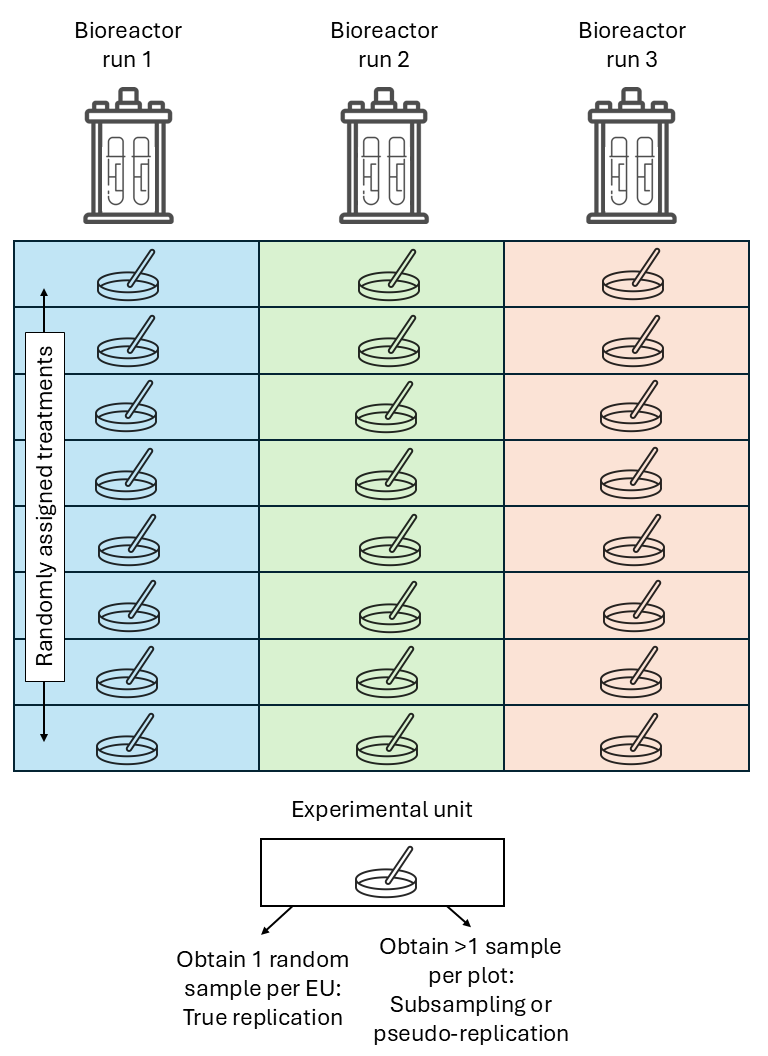 Bioreactor
run 1
Bioreactor
run 2
Bioreactor
run 3
Randomly assigned treatments
Experimental unit
Obtain 1 random
sample per EU:
True replication
Obtain >1 sample
per plot:
Subsampling or
pseudo-replication